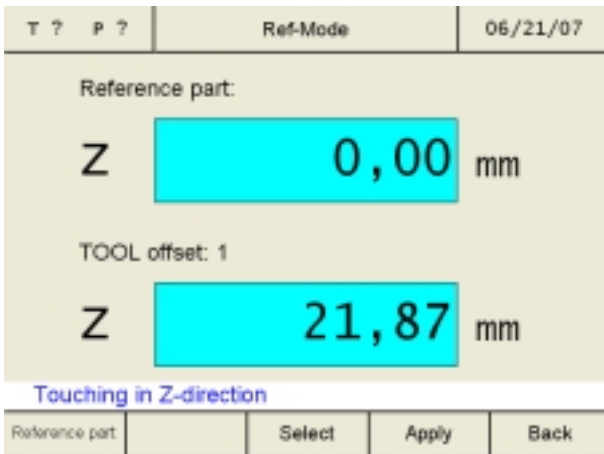 T ? P ? Ref-Mode 06/21/07
Reference part:
Z 0,00 mm
TOOL offset: 1
Z 21,87 mm
Touching in Z-direction
Reference part Select Apply Back